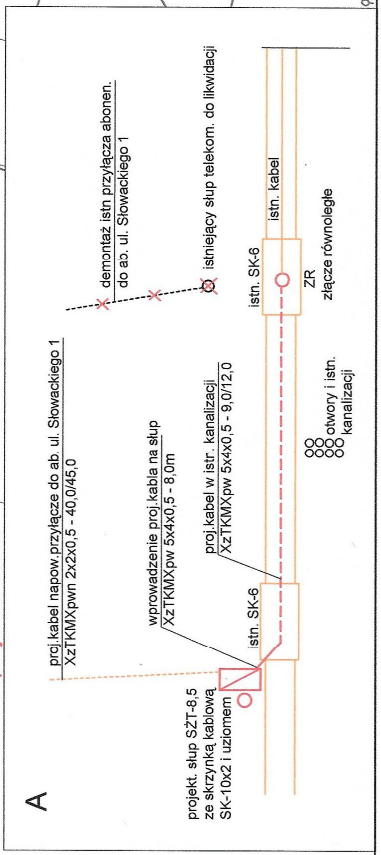 A
proj.kabel napow.przyłącze do ab. ul. Słowackiego 1
XzTKMXpwn 2x2x0,5 - 40,0/45,0
demontaż istn przyłącza abonen.
do ab. ul. Słowackiego 1
wprowadzenie proj.kabla na słup
XzTKMXpw 5x4x0,5 - 8,0m
istniejący słup telekom. do likwidacji
proj.kabel w istr. kanalizacji
XzTKMXpw 5x4x0,5 - 9,0/12,0
projekt. słup SŻT-8,5
ze skrzynką kablową
SK-10x2 i uziomem
istn. SK-6
istn. SK-6
istn. kabel
ZR
złącze równoległe
otwory i istn.
kanalizacji